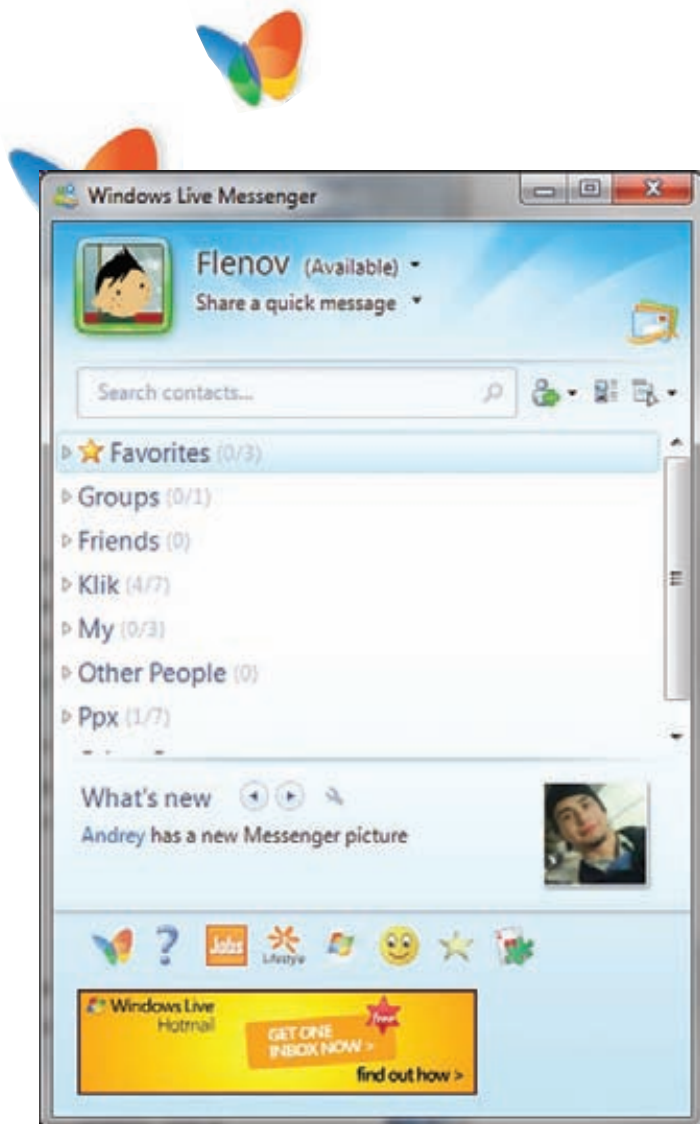 Windows Live Messenger
Flenov (Available)
Share a quick message
Search contacts...
Favorites (0/3)
Groups (0/1)
Friends (0)
Klik (4/7)
My (0/3)
Other People (0)
Ppx (1/7)
What's new
Andrey has a new Messenger picture
Jobs
Lifestyle
Windows Live
Hotmail
GET ONE
INBOX NOW >
free!
find out how >